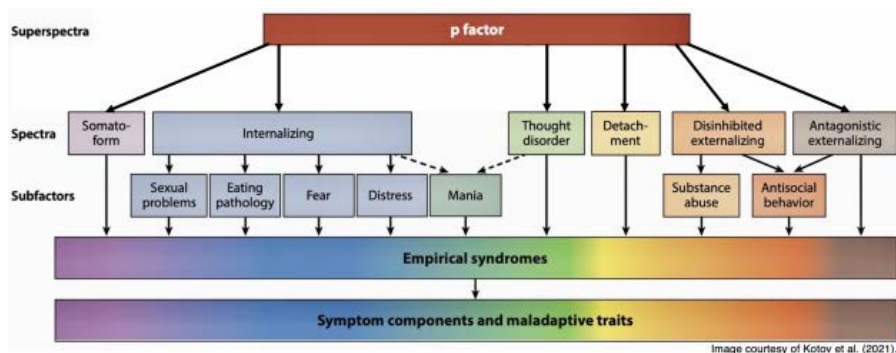 Superspectra
p factor
Spectra
Somato-
form
Internalizing
Thought
disorder
Detach-
ment
Disinhibited
externalizing
Antagonistic
externalizing
Subfactors
Sexual
problems
Eating
pathology
Fear
Distress
Mania
Substance
abuse
Antisocial
behavior
Empirical syndromes
Symptom components and maladaptive traits
Image courtesy of Kotov et al. (2021).